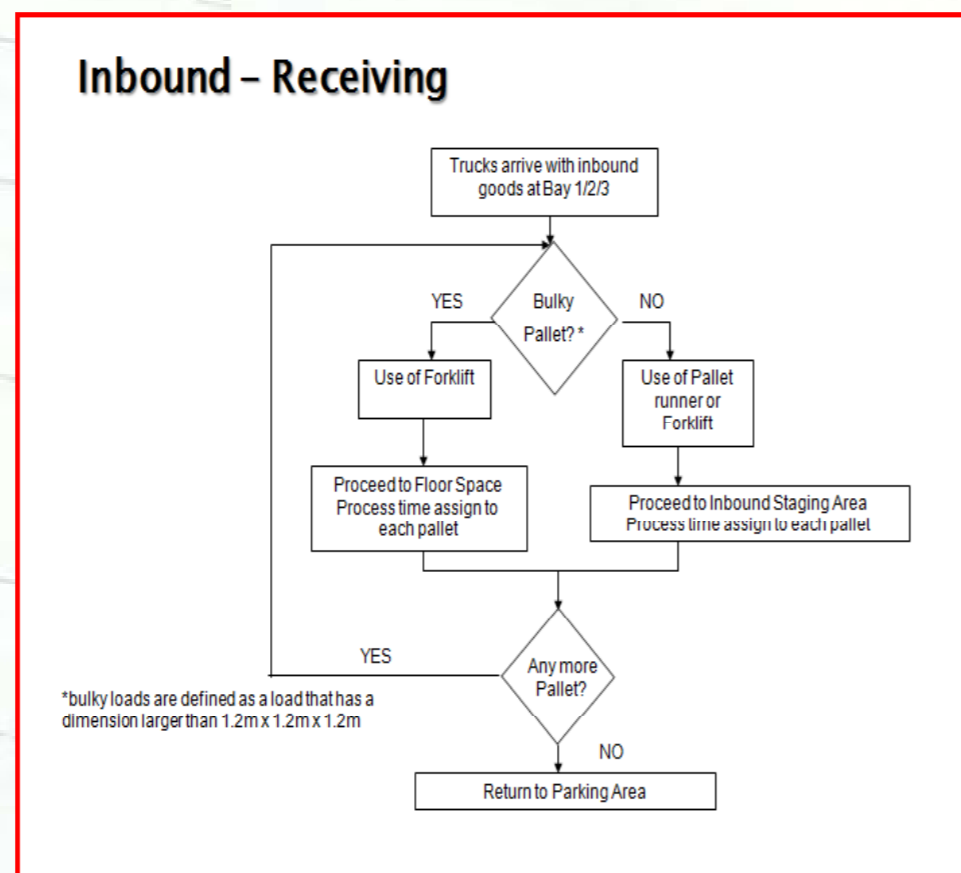 Inbound – Receiving
Trucks arrive with inbound
goods at Bay 1/2/3
YES
Bulky
Pallet?*
NO
Use of Forklift
Use of Pallet
runner or
Forklift
Proceed to Floor Space
Process time assign to
each pallet
Proceed to Inbound Staging Area
Process time assign to each pallet
YES
Any more
Pallet?
*bulky loads are defined as a load that has a
dimension larger than 1.2m x 1.2m x 1.2m
NO
Return to Parking Area